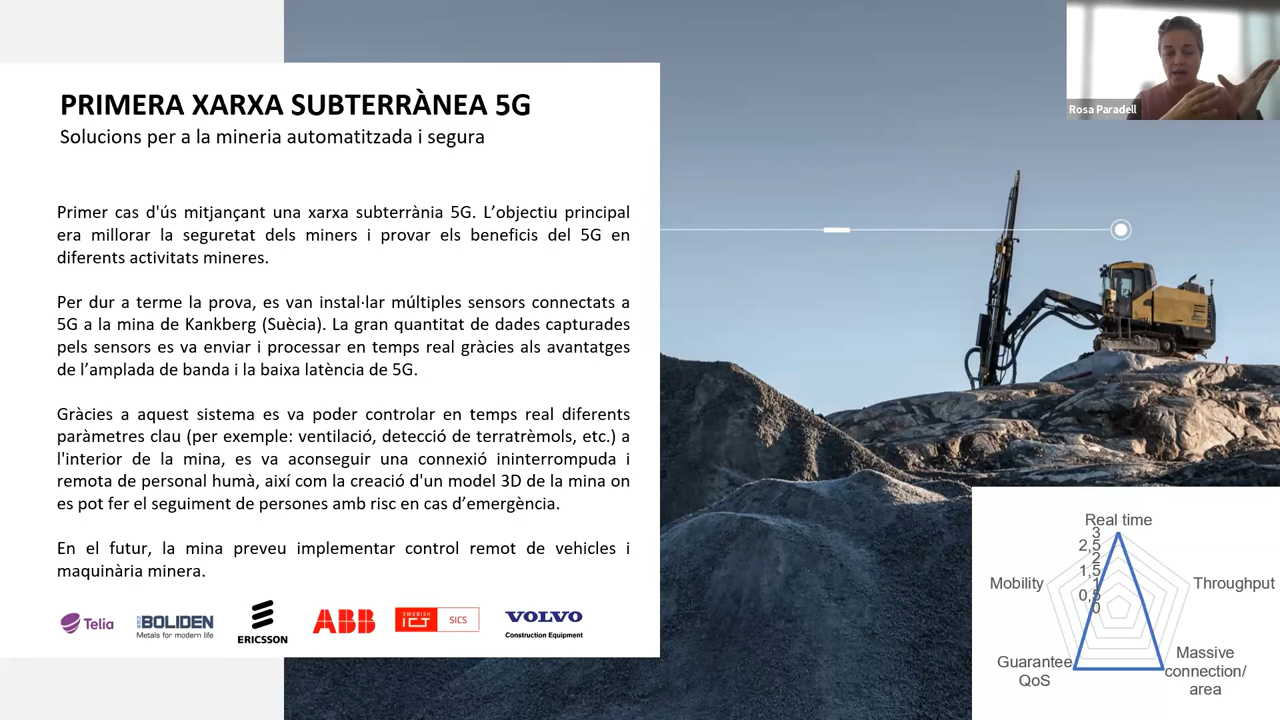 PRIMERA XARXA SUBTERRÀNEA 5G
Solucions per a la mineria automatitzada i segura
Primer cas d'ús mitjançant una xarxa subterrània 5G. L’objectiu principal
era millorar la seguretat dels miners i provar els beneficis del 5G en
diferents activitats mineres.
Per dur a terme la prova, es van instal·lar múltiples sensors connectats a
5G a la mina de Kankberg (Suècia). La gran quantitat de dades capturades
pels sensors es va enviar i processar en temps real gràcies als avantatges
de l’amplada de banda i la baixa latència de 5G.
Gràcies a aquest sistema es va poder controlar en temps real diferents
paràmetres clau (per exemple: ventilació, detecció de terratrèmols, etc.) a
l'interior de la mina, es va aconseguir una connexió ininterrompuda i
remota de personal humà, així com la creació d'un model 3D de la mina on
es pot fer el seguiment de persones amb risc en cas d’emergència.
En el futur, la mina preveu implementar control remot de vehicles i
maquinària minera.
Telia
BOLIDEN
Metals for modern life
ERICSSON
ABB
SWEDISH
ICT
SICS
VOLVO
Construction Equipment
Rosa Paradell
Real time
3
2,5
2
1,5
1
0,5
0
Mobility
Throughput
Guarantee
QoS
Massive
connection/
area